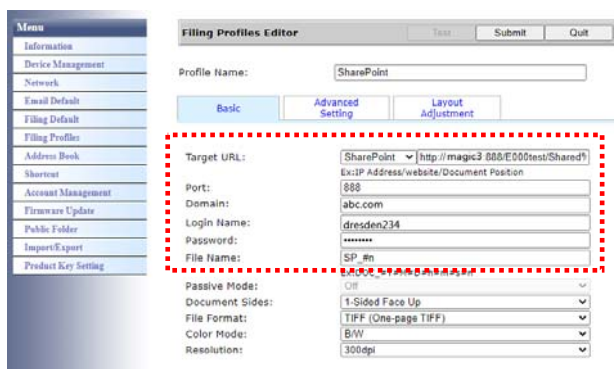 Menu
Information
Device Management
Network
Email Default
Filing Default
Filing Profiles
Address Book
Shortcut
Account Management
Firmware Update
Public Folder
Import/Export
Product Key Setting
Filing Profiles Editor
Test Submit Quit
Profile Name: SharePoint
Basic Advanced Setting Layout Adjustment
Target URL: SharePoint http://magic3:888/E000test/Shared%
Ex:IP Address/website/Document Position
Port: 888
Domain: abc.com
Login Name: dresden234
Password: ••••••••
File Name: SP_#n
Passive Mode: Off
Document Sides: 1-Sided Face Up
File Format: TIFF (One-page TIFF)
Color Mode: B/W
Resolution: 300dpi